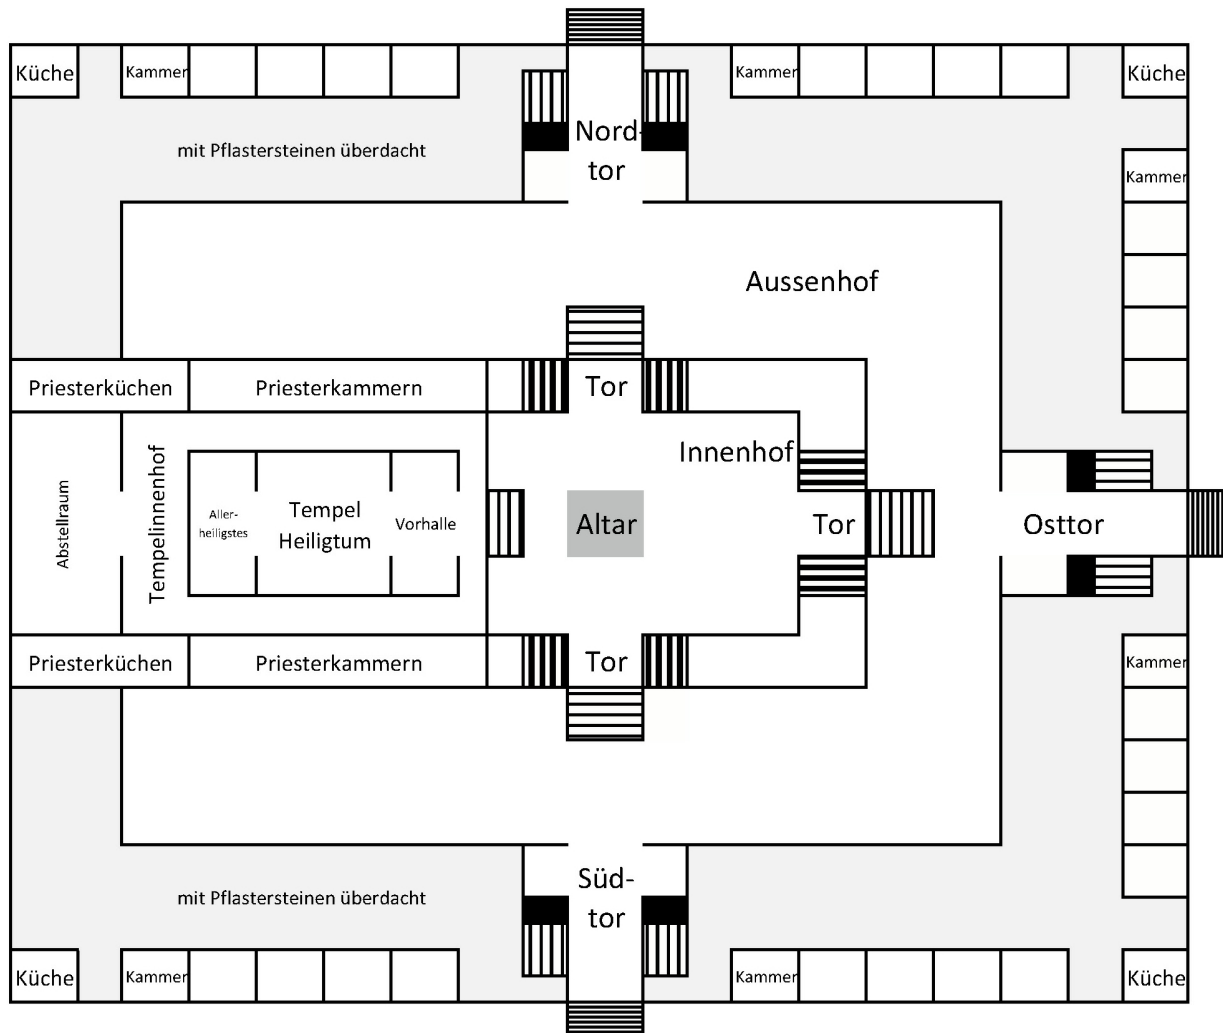 Küche
Kammer
Kammer
Küche
Nord-
tor
mit Pflastersteinen überdacht
Kammer
Aussenhof
Priesterküchen
Priesterkammern
Tor
Innenhof
Abstellraum
Tempelinnenhof
Aller-
heiligstes
Tempel
Heiligtum
Vorhalle
Altar
Tor
Osttor
Priesterküchen
Priesterkammern
Tor
Kammer
Süd-
tor
mit Pflastersteinen überdacht
Küche
Kammer
Kammer
Küche